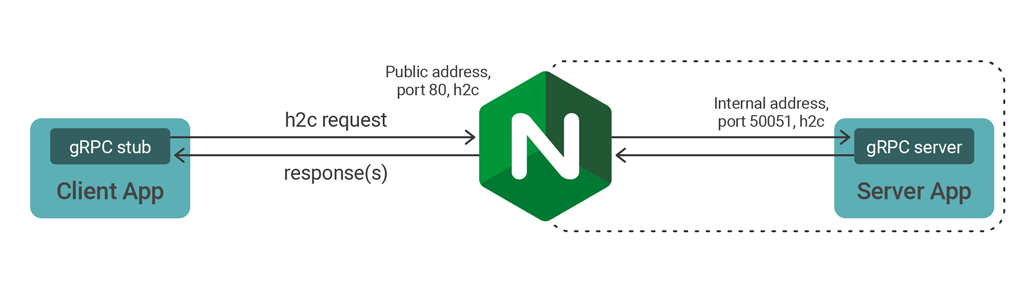 Public address,
port 80, h2c
h2c request
gRPC stub
Client App
response(s)
N
Internal address,
port 50051, h2c
gRPC server
Server App